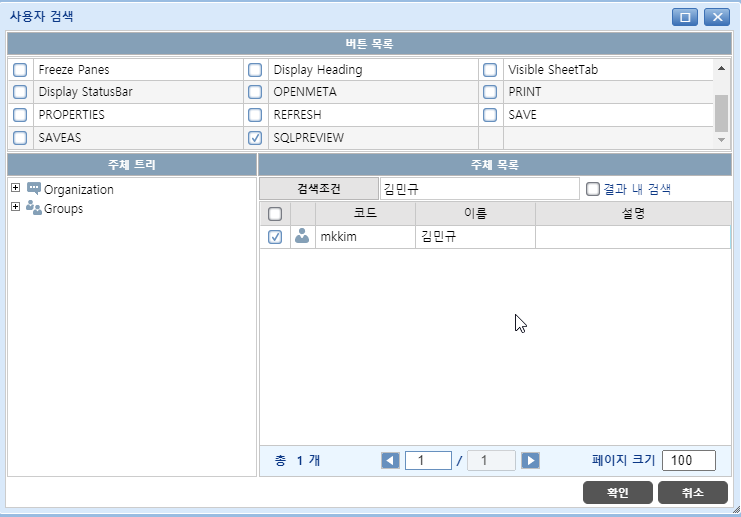 사용자 검색
버튼 목록
Freeze Panes Display Heading Visible SheetTab
Display StatusBar OPENMETA PRINT
PROPERTIES REFRESH SAVE
SAVEAS SQLPREVIEW
주체 트리 주체 목록
Organization
Groups
검색조건 김민규 결과 내 검색
코드 이름 설명
mkkim 김민규
총 1 개 1 / 1 페이지 크기 100
확인 취소